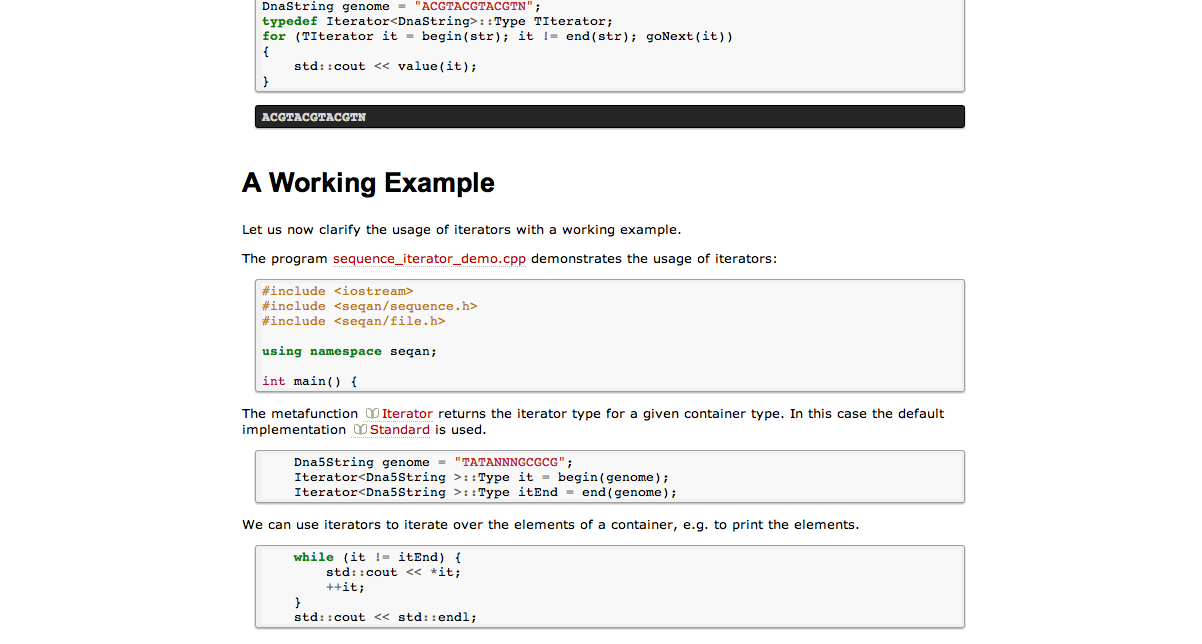 DnaString genome = "ACGTACGTACGTN";
typedef Iterator<DnaString>::Type TIterator;
for (TIterator it = begin(str); it != end(str); goNext(it))
{
    std::cout << value(it);
}
ACGTACGTACGTN
A Working Example
Let us now clarify the usage of iterators with a working example.
The program sequence_iterator_demo.cpp demonstrates the usage of iterators:
#include <iostream>
#include <seqan/sequence.h>
#include <seqan/file.h>
using namespace seqan;
int main() {
The metafunction Iterator returns the iterator type for a given container type. In this case the default
implementation Standard is used.
    Dna5String genome = "TATANNNGCGCG";
    Iterator<Dna5String >::Type it = begin(genome);
    Iterator<Dna5String >::Type itEnd = end(genome);
We can use iterators to iterate over the elements of a container, e.g. to print the elements.
    while (it != itEnd) {
        std::cout << *it;
        ++it;
    }
    std::cout << std::endl;